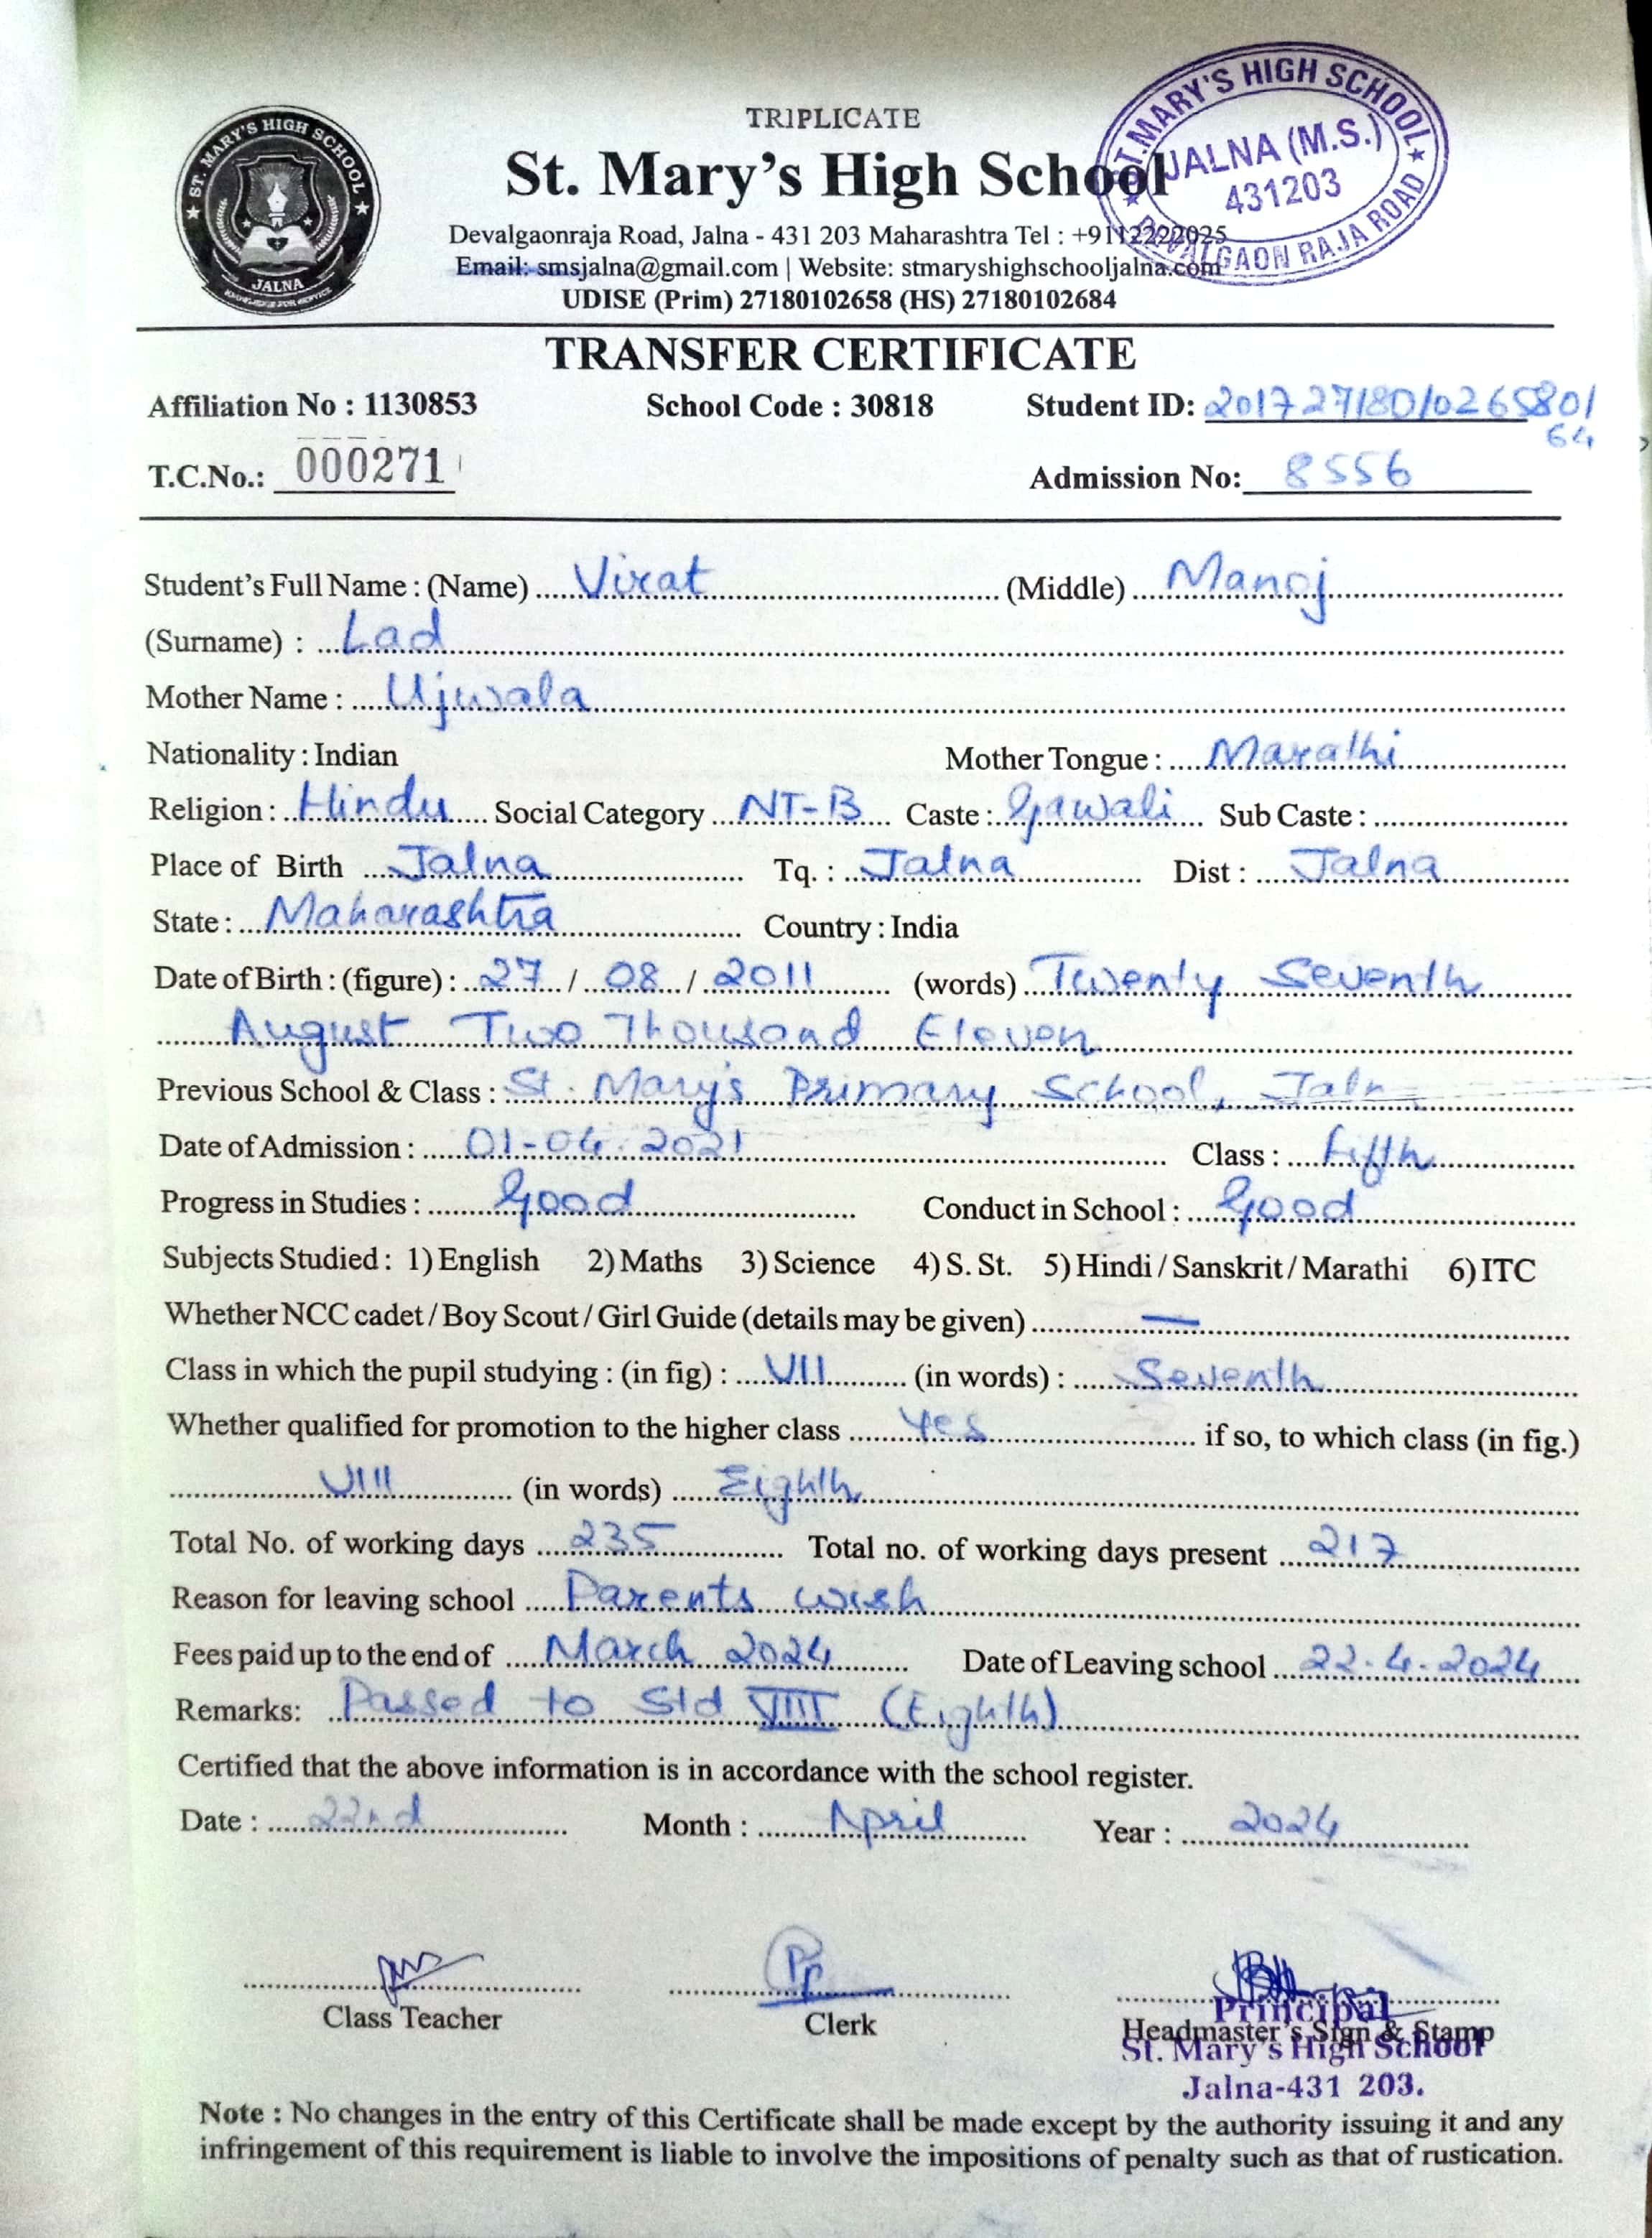 TRIPLICATE
St. Mary's High School
Devalgaonraja Road, Jalna - 431 203 Maharashtra Tel : +9112222025
Email: smsjalna@gmail.com | Website: stmaryshighschooljalna.com
UDISE (Prim) 27180102658 (HS) 27180102684
ST. MARY'S HIGH SCHOOL
JALNA
KNOWLEDGE FOR SERVICE
ST. MARY'S HIGH SCHOOL
JALNA (M.S.)
431203
DEVALGAON RAJA ROAD
TRANSFER CERTIFICATE
Affiliation No : 1130853 School Code : 30818 Student ID: 2017271801026580164
T.C.No.: 000271 Admission No: 8556
Student's Full Name : (Name) Virat (Middle) Manoj
(Surname) : Lad
Mother Name : Ujwala
Nationality : Indian Mother Tongue : Marathi
Religion : Hindu Social Category NT-B Caste : Gawali Sub Caste :
Place of Birth Jalna Tq. : Jalna Dist : Jalna
State : Maharashtra Country : India
Date of Birth : (figure) : 27 / 08 / 2011 (words) Twenty Seventh
August Two Thousand Eleven
Previous School & Class : St. Mary's Primary School, Jaln
Date of Admission : 01-04-2021 Class : Fifth
Progress in Studies : Good Conduct in School : Good
Subjects Studied : 1) English 2) Maths 3) Science 4) S. St. 5) Hindi / Sanskrit / Marathi 6) ITC
Whether NCC cadet / Boy Scout / Girl Guide (details may be given) —
Class in which the pupil studying : (in fig) : VII (in words) : Seventh
Whether qualified for promotion to the higher class Yes if so, to which class (in fig.)
VIII (in words) Eighth
Total No. of working days 235 Total no. of working days present 217
Reason for leaving school Parents wish
Fees paid up to the end of March 2024 Date of Leaving school 22.4.2024
Remarks: Passed to Std VIII (Eighth)
Certified that the above information is in accordance with the school register.
Date : 22nd Month : April Year : 2024
Class Teacher Clerk Headmaster's Sign & Stamp
Principal
St. Mary's High School
Jalna-431 203.
Note : No changes in the entry of this Certificate shall be made except by the authority issuing it and any
infringement of this requirement is liable to involve the impositions of penalty such as that of rustication.